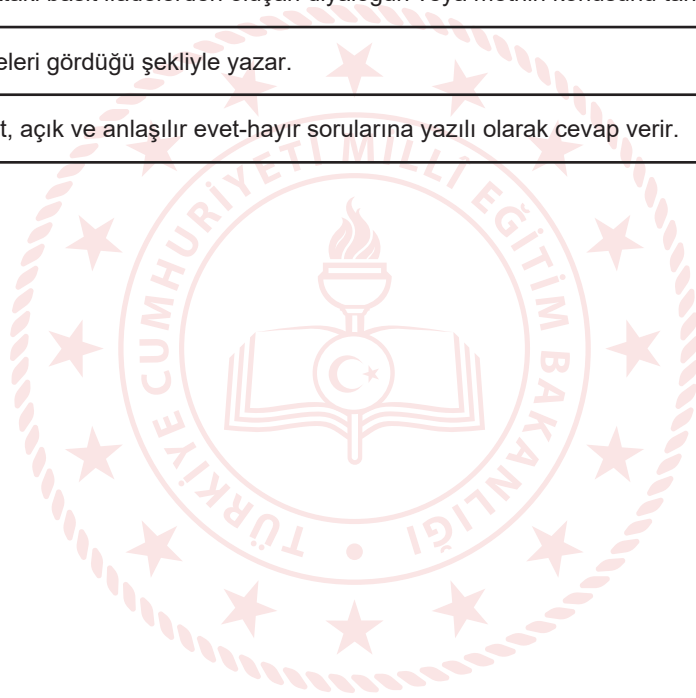 eleri gördüğü şekliyle yazar.
t, açık ve anlaşılır evet-hayır sorularına yazılı olarak cevap verir.
TÜRKİYE CUMHURİYETİ MİLLİ EĞİTİM BAKANLIĞI